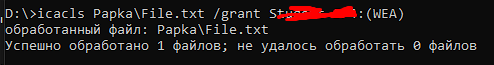 D:\>icacls Papka\File.txt /grant :(WEA)
обработанный файл: Papka\File.txt
Успешно обработано 1 файлов; не удалось обработать 0 файлов